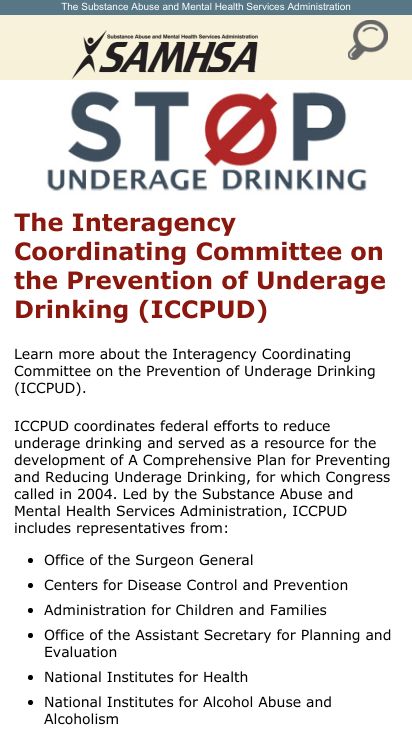 The Substance Abuse and Mental Health Services Administration
Substance Abuse and Mental Health Services Administration
SAMHSA
STOP
UNDERAGE DRINKING
The Interagency
Coordinating Committee on
the Prevention of Underage
Drinking (ICCPUD)
Learn more about the Interagency Coordinating
Committee on the Prevention of Underage Drinking
(ICCPUD).
ICCPUD coordinates federal efforts to reduce
underage drinking and served as a resource for the
development of A Comprehensive Plan for Preventing
and Reducing Underage Drinking, for which Congress
called in 2004. Led by the Substance Abuse and
Mental Health Services Administration, ICCPUD
includes representatives from:
• Office of the Surgeon General
• Centers for Disease Control and Prevention
• Administration for Children and Families
• Office of the Assistant Secretary for Planning and
Evaluation
• National Institutes for Health
• National Institutes for Alcohol Abuse and
Alcoholism